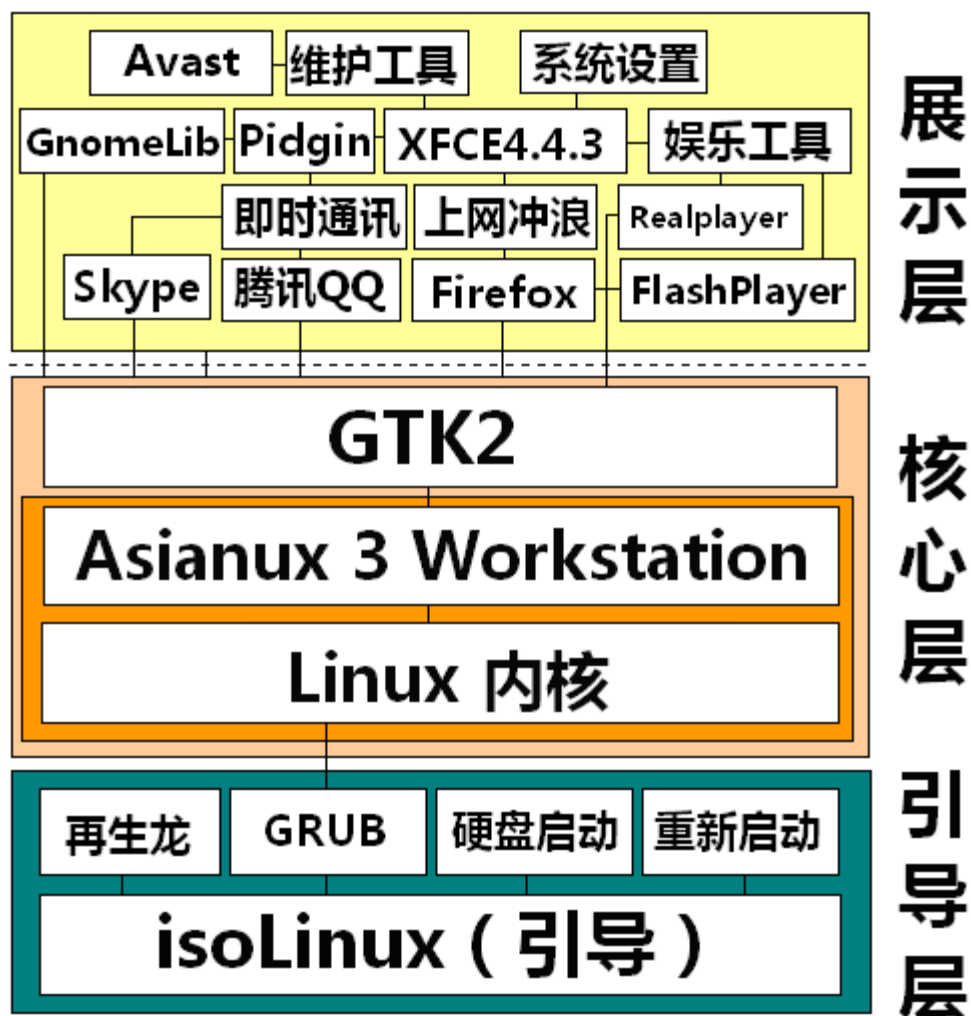 Avast
维护工具
系统设置
GnomeLib
Pidgin
XFCE4.4.3
娱乐工具
即时通讯
上网冲浪
Realplayer
Skype
腾讯QQ
Firefox
FlashPlayer
展示层
GTK2
Asianux 3 Workstation
Linux 内核
核心层
再生龙
GRUB
硬盘启动
重新启动
isoLinux（引导）
引导层